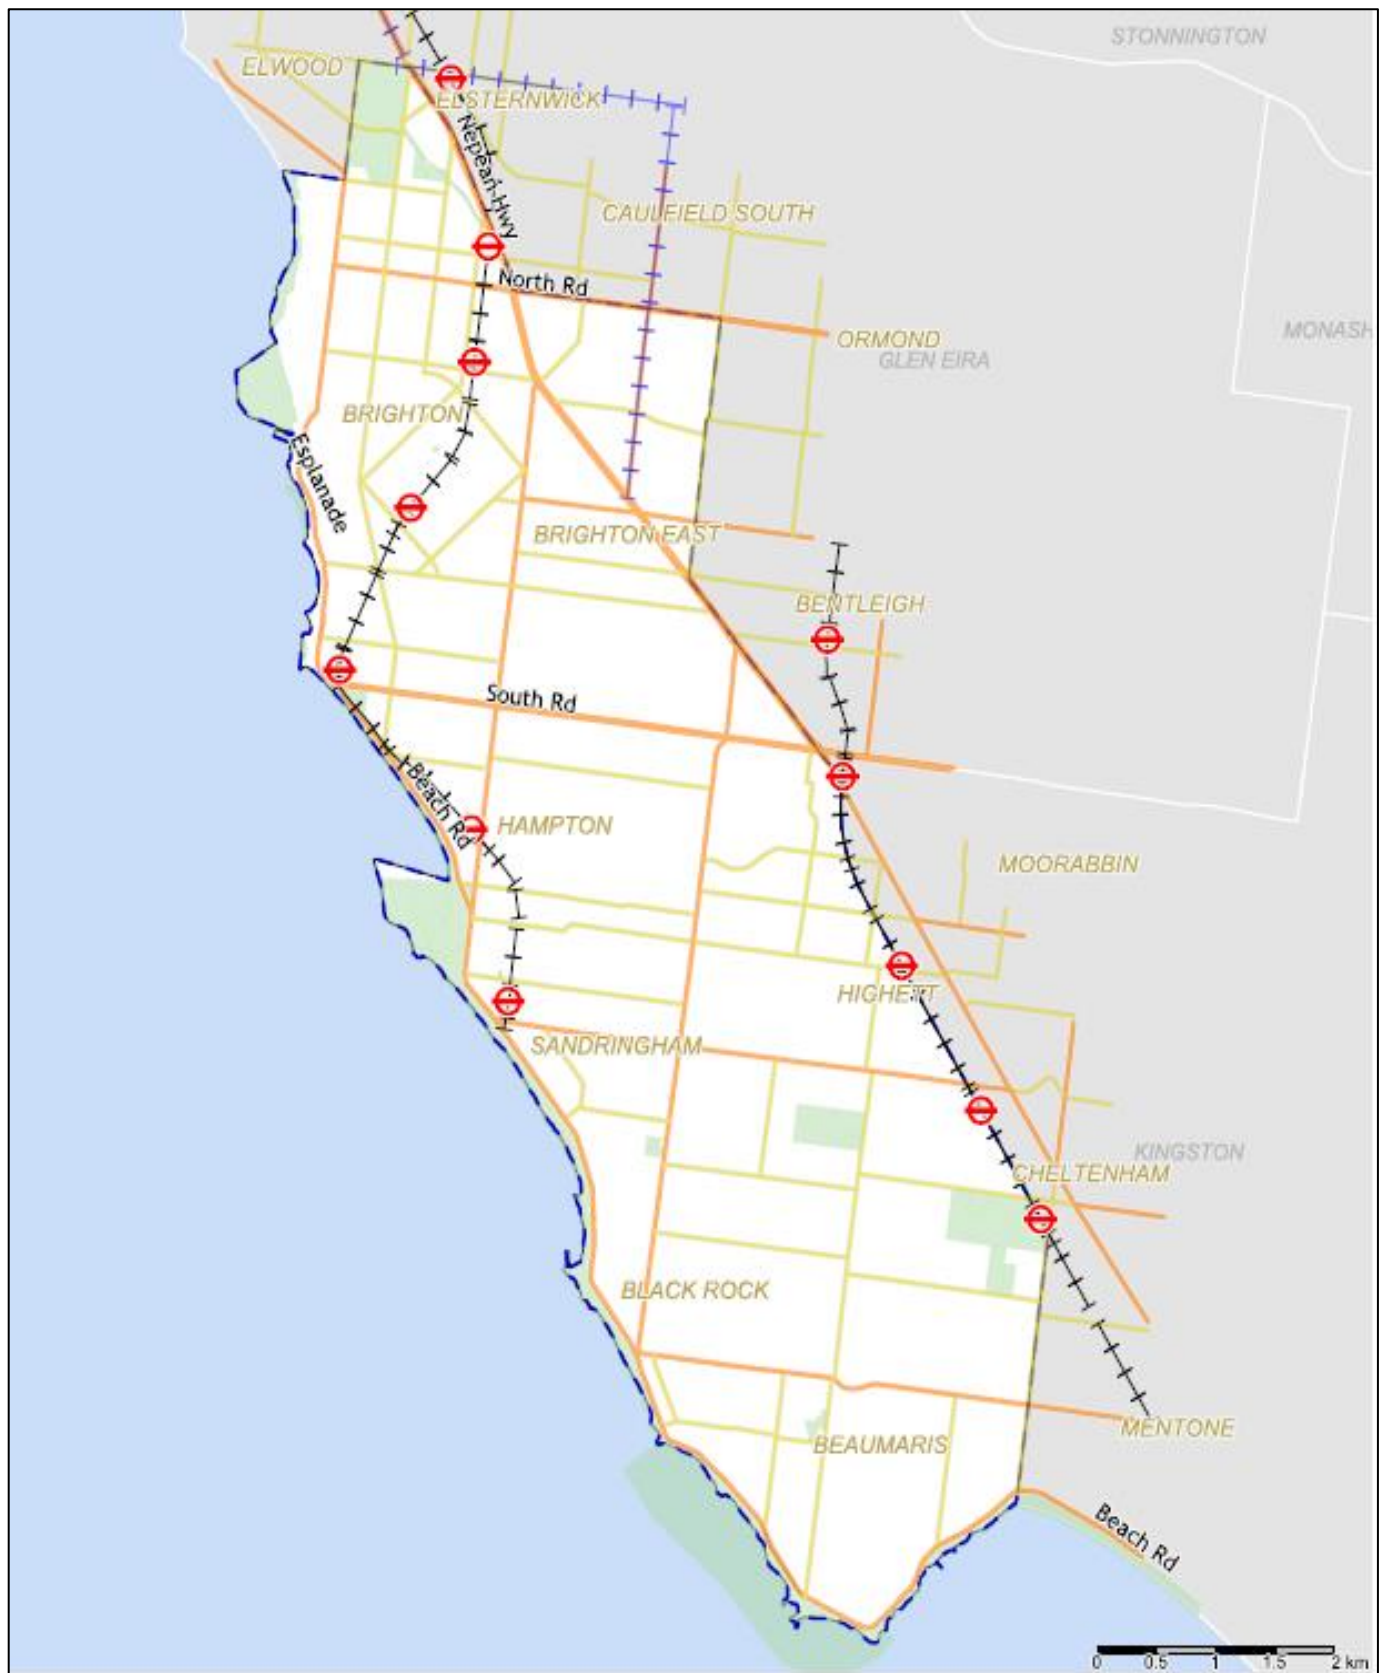 STONNINGTON
ELWOOD
ELSTERNWICK
Nepean Hwy
CAULFIELD SOUTH
North Rd
MONASH
ORMOND
GLEN EIRA
BRIGHTON
Esplanade
BRIGHTON EAST
BENTLEIGH
South Rd
Beach Rd
HAMPTON
MOORABBIN
HIGHETT
SANDRINGHAM
KINGSTON
CHELTENHAM
BLACK ROCK
MENTONE
BEAUMARIS
Beach Rd
0 0.5 1 1.5 2 km